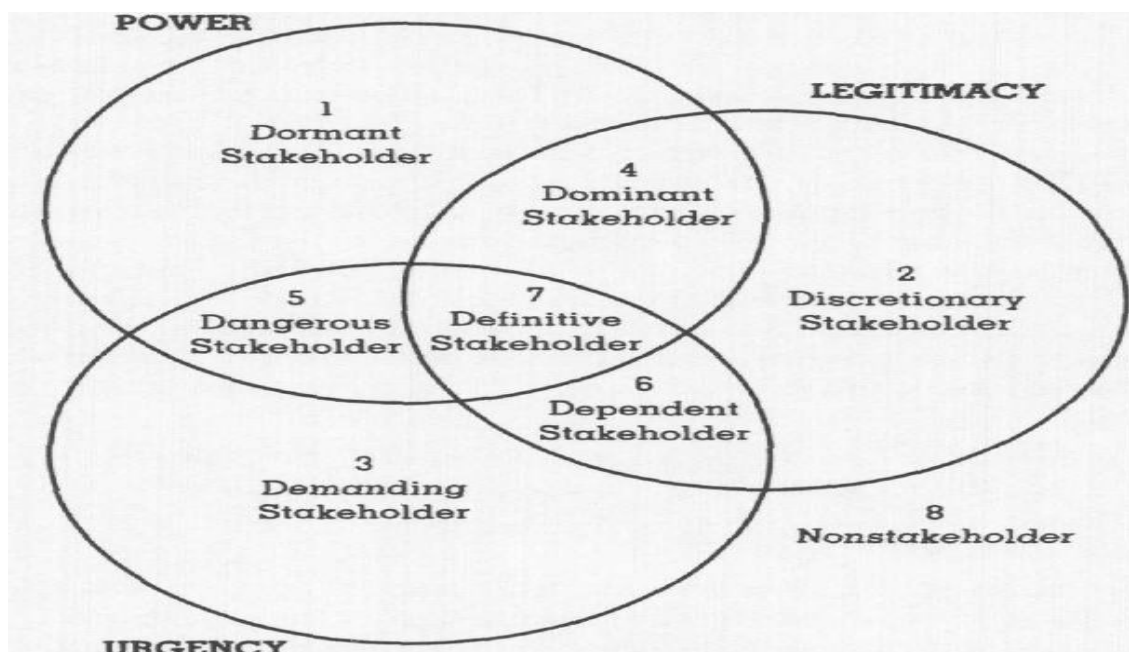 POWER
1
Dormant
Stakeholder
LEGITIMACY
4
Dominant
Stakeholder
2
Discretionary
Stakeholder
5
Dangerous
Stakeholder
7
Definitive
Stakeholder
6
Dependent
Stakeholder
3
Demanding
Stakeholder
8
Nonstakeholder
URGENCY